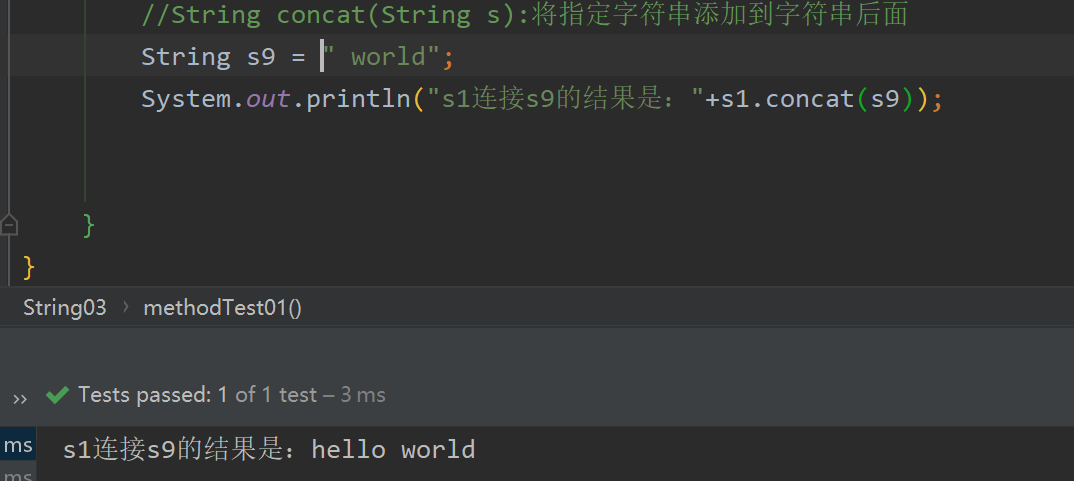 //String concat(String s):将指定字符串添加到字符串后面
String s9 = " world";
System.out.println("s1连接s9的结果是："+s1.concat(s9));
}
}
String03 › methodTest01()
›› Tests passed: 1 of 1 test – 3 ms
ms s1连接s9的结果是：hello world
ms